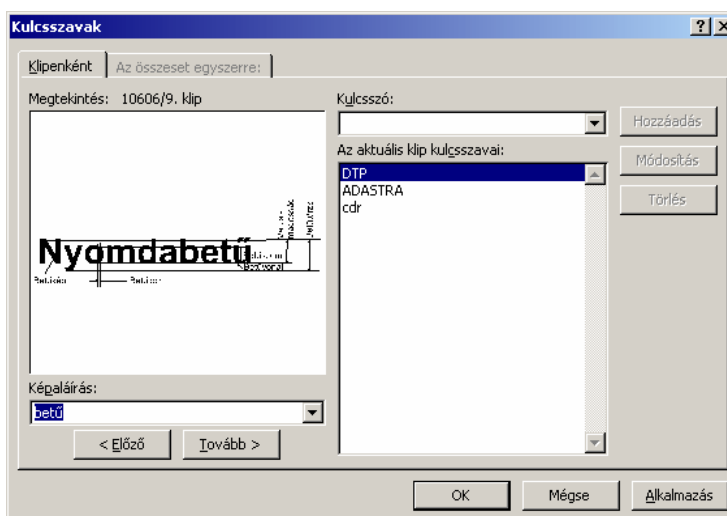 Kulcsszavak
Klipenként
Az összeset egyszerre:
Megtekintés: 10606/9. klip
Nyomdabetű
Képaláírás:
betű
< Előző
Tovább >
Kulcsszó:
Az aktuális klip kulcsszavai:
DTP
ADASTRA
cdr
Hozzáadás
Módosítás
Törlés
OK
Mégse
Alkalmazás